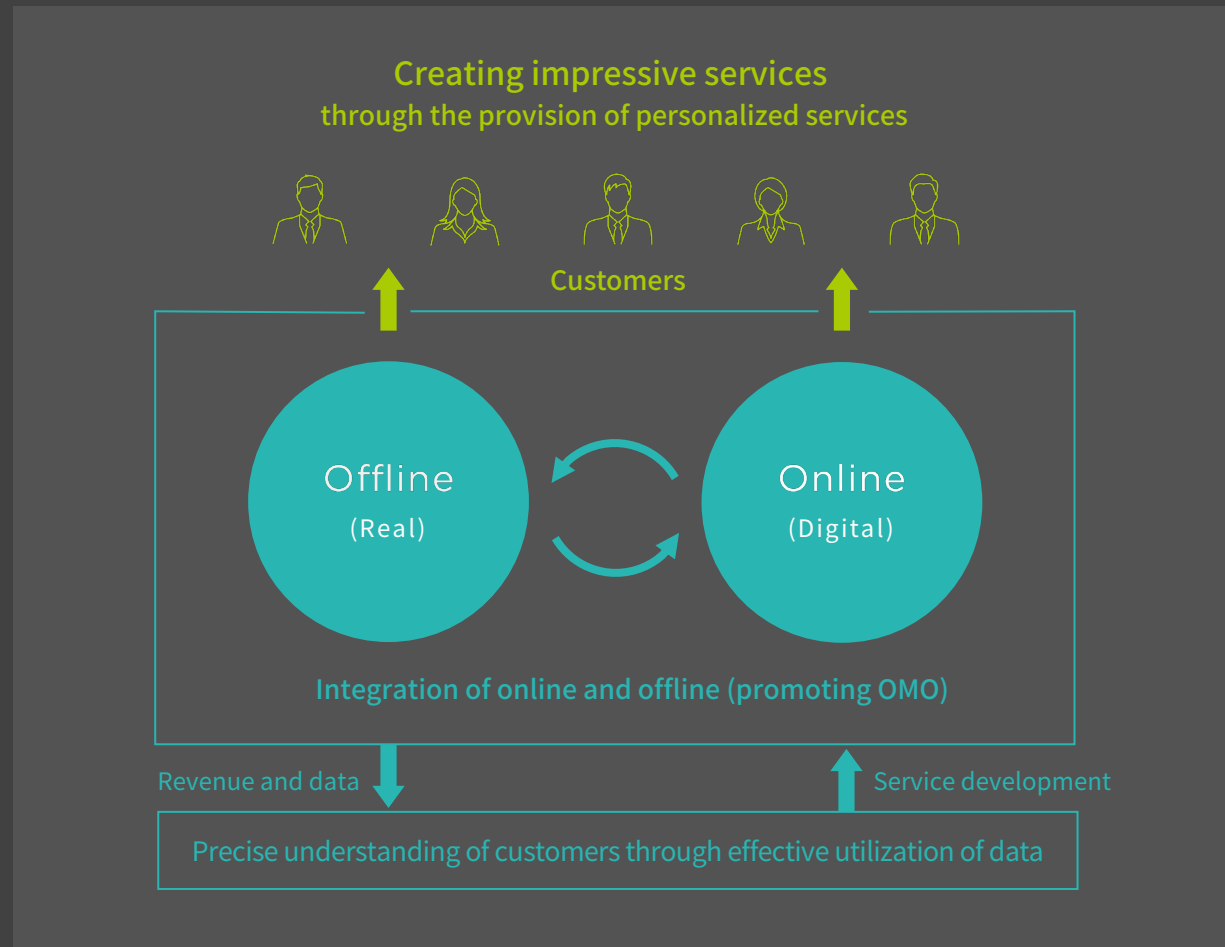 Creating impressive services
through the provision of personalized services
Customers
Offline
(Real)
Online
(Digital)
Integration of online and offline (promoting OMO)
Revenue and data
Service development
Precise understanding of customers through effective utilization of data